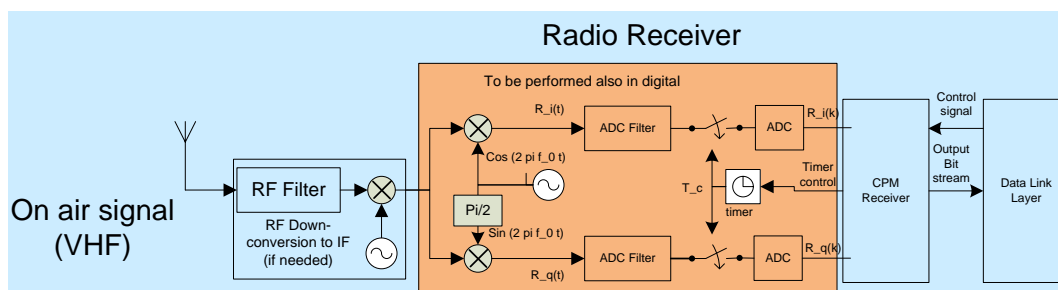 Radio Receiver
To be performed also in digital
On air signal
(VHF)
RF Filter
RF Down-
conversion to IF
(if needed)
R_i(t)
Cos (2 pi f_0 t)
Pi/2
Sin (2 pi f_0 t)
R_q(t)
ADC Filter
ADC Filter
T_c
timer
ADC
ADC
R_i(k)
Timer
control
R_q(k)
CPM
Receiver
Control
signal
Output
Bit
stream
Data Link
Layer